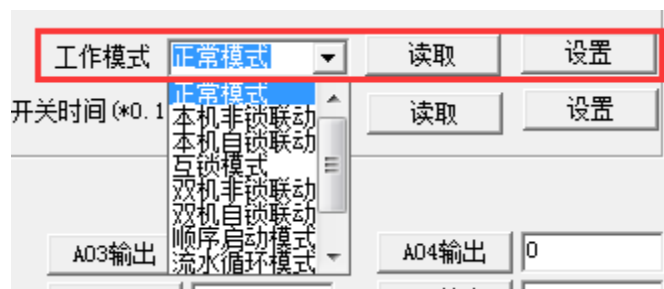 工作模式 正常模式 读取 设置
正常模式
开关时间(*0.1 读取 设置
本机非锁联动
本机自锁联动
互锁模式
双机非锁联动
双机自锁联动
顺序启动模式
AO3输出 AO4输出 0
流水循环模式